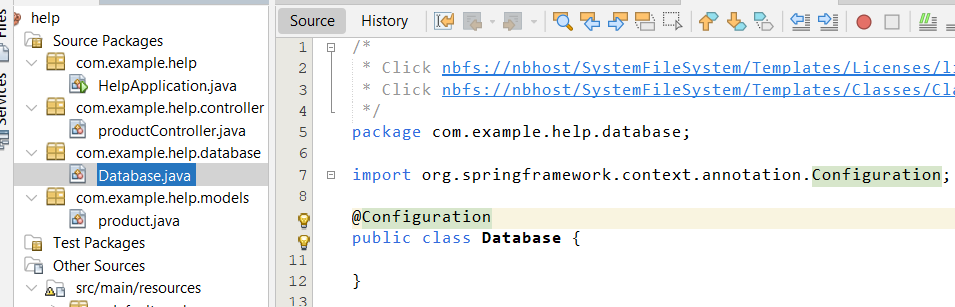 Files
Services
help
Source Packages
com.example.help
HelpApplication.java
com.example.help.controller
productController.java
com.example.help.database
Database.java
com.example.help.models
product.java
Test Packages
Other Sources
src/main/resources
Source History
1 /*
2 * Click nbfs://nbhost/SystemFileSystem/Templates/Licenses/li
3 * Click nbfs://nbhost/SystemFileSystem/Templates/Classes/Cla
4 */
5 package com.example.help.database;
6
7 import org.springframework.context.annotation.Configuration;
8
@Configuration
public class Database {
11
12 }
13